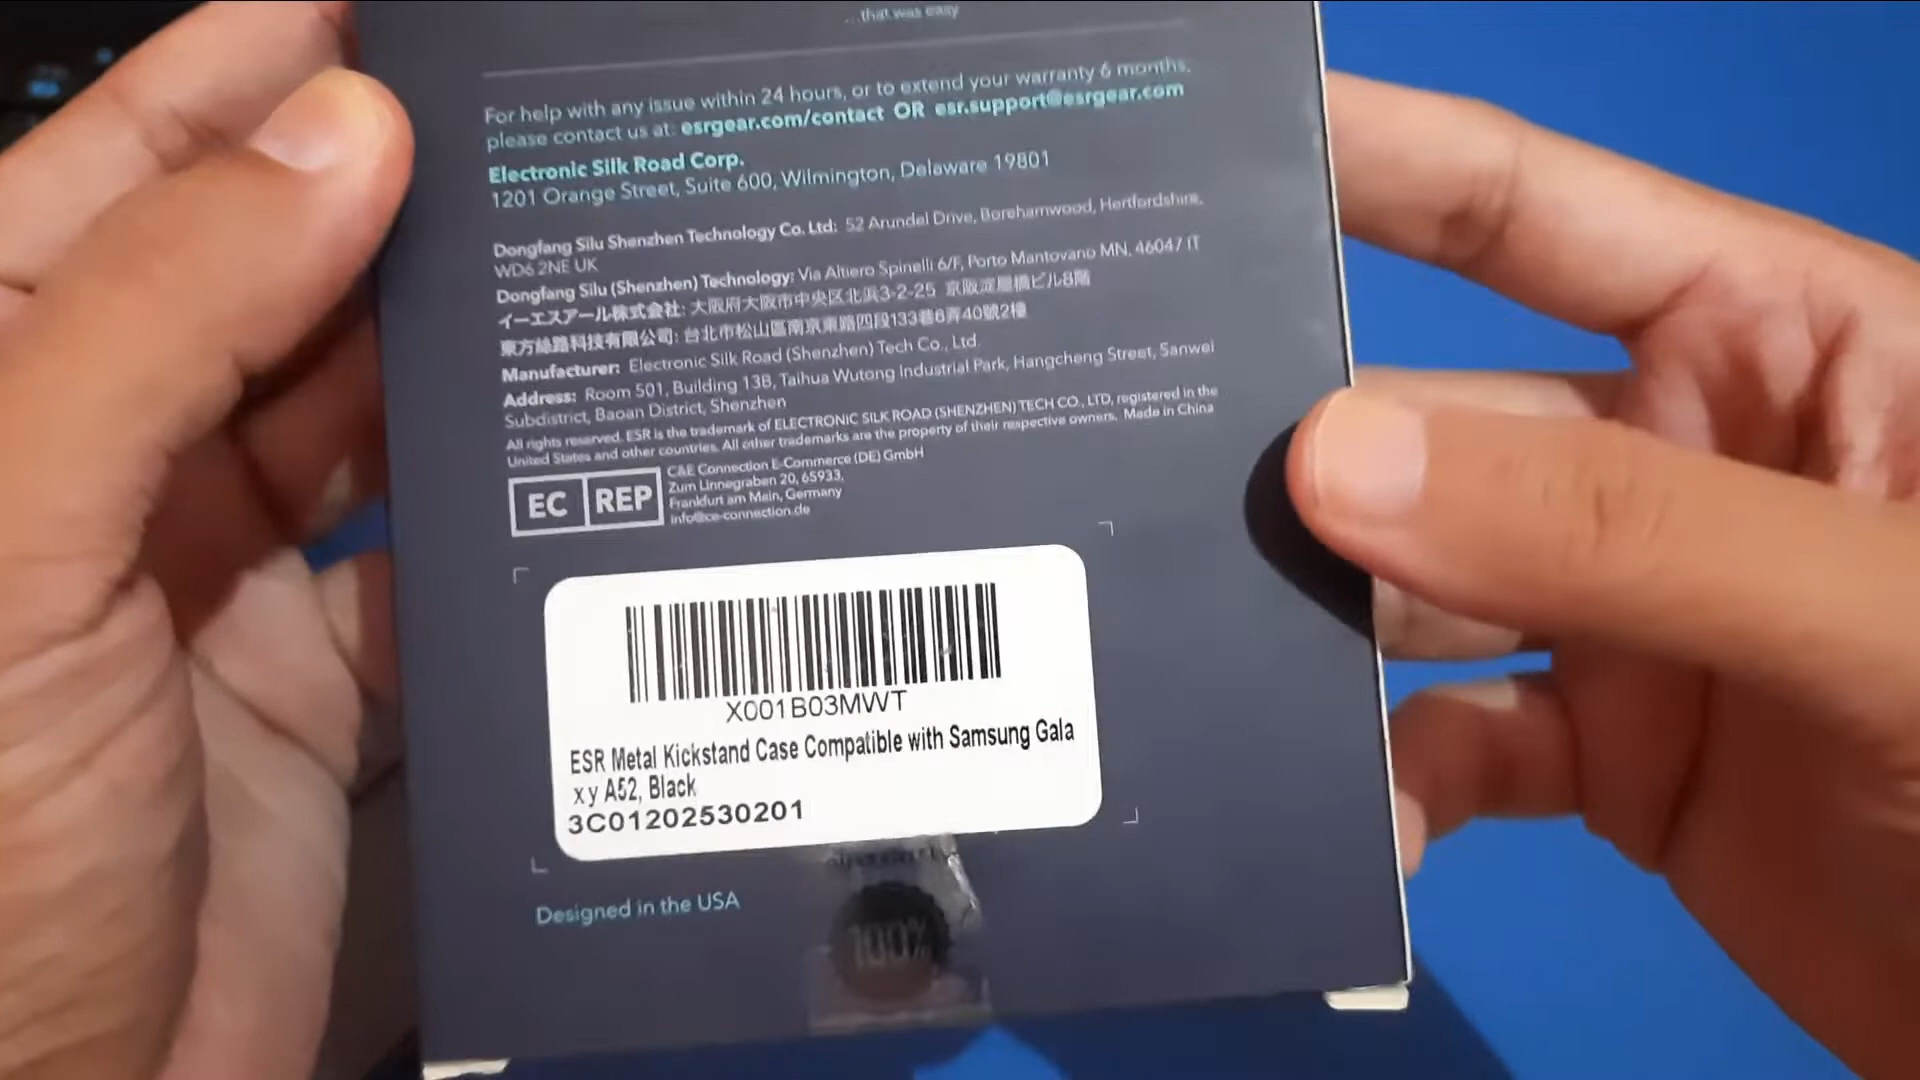 ...that was easy
For help with any issue within 24 hours, or to extend your warranty 6 months,
please contact us at: esrgear.com/contact OR esr.support@esrgear.com
Electronic Silk Road Corp.
1201 Orange Street, Suite 600, Wilmington, Delaware 19801
Dongfang Silu Shenzhen Technology Co. Ltd: 52 Arundel Drive, Borehamwood, Hertfordshire,
WD6 2NE UK
Dongfang Silu (Shenzhen) Technology: Via Altiero Spinelli 6/F, Porto Mantovano MN, 46047 IT
イーエスアール株式会社: 大阪府大阪市中央区北浜3-2-25 京阪淀屋橋ビル8階
東方絲路科技有限公司: 台北市松山區南京東路四段133巷8弄40號2樓
Manufacturer: Electronic Silk Road (Shenzhen) Tech Co., Ltd.
Address: Room 501, Building 13B, Taihua Wutong Industrial Park, Hangcheng Street, Sanwei
Subdistrict, Baoan District, Shenzhen
All rights reserved. ESR is the trademark of ELECTRONIC SILK ROAD (SHENZHEN) TECH CO., LTD, registered in the
United States and other countries. All other trademarks are the property of their respective owners. Made in China
EC REP
C&E Connection E-Commerce (DE) GmbH
Zum Linnegraben 20, 65933,
Frankfurt am Main, Germany
info@ce-connection.de
X001B03MWT
ESR Metal Kickstand Case Compatible with Samsung Gala
xy A52, Black
3C01202530201
Designed in the USA
100%